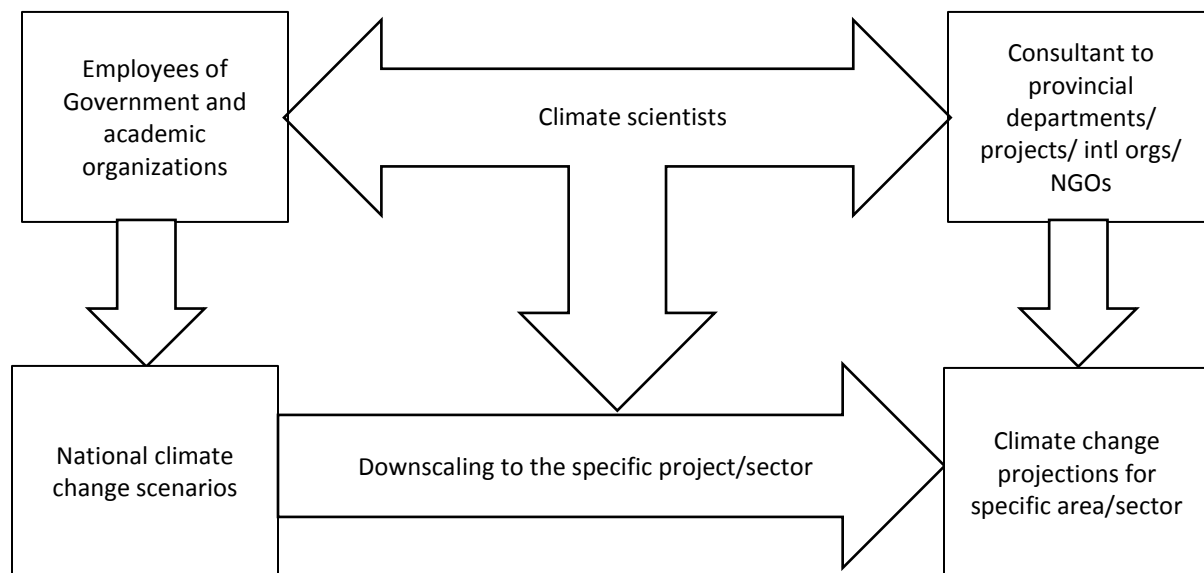 Employees of
Government and
academic
organizations
Climate scientists
Consultant to
provincial
departments/
projects/ intl orgs/
NGOs
National climate
change scenarios
Downscaling to the specific project/sector
Climate change
projections for
specific area/sector